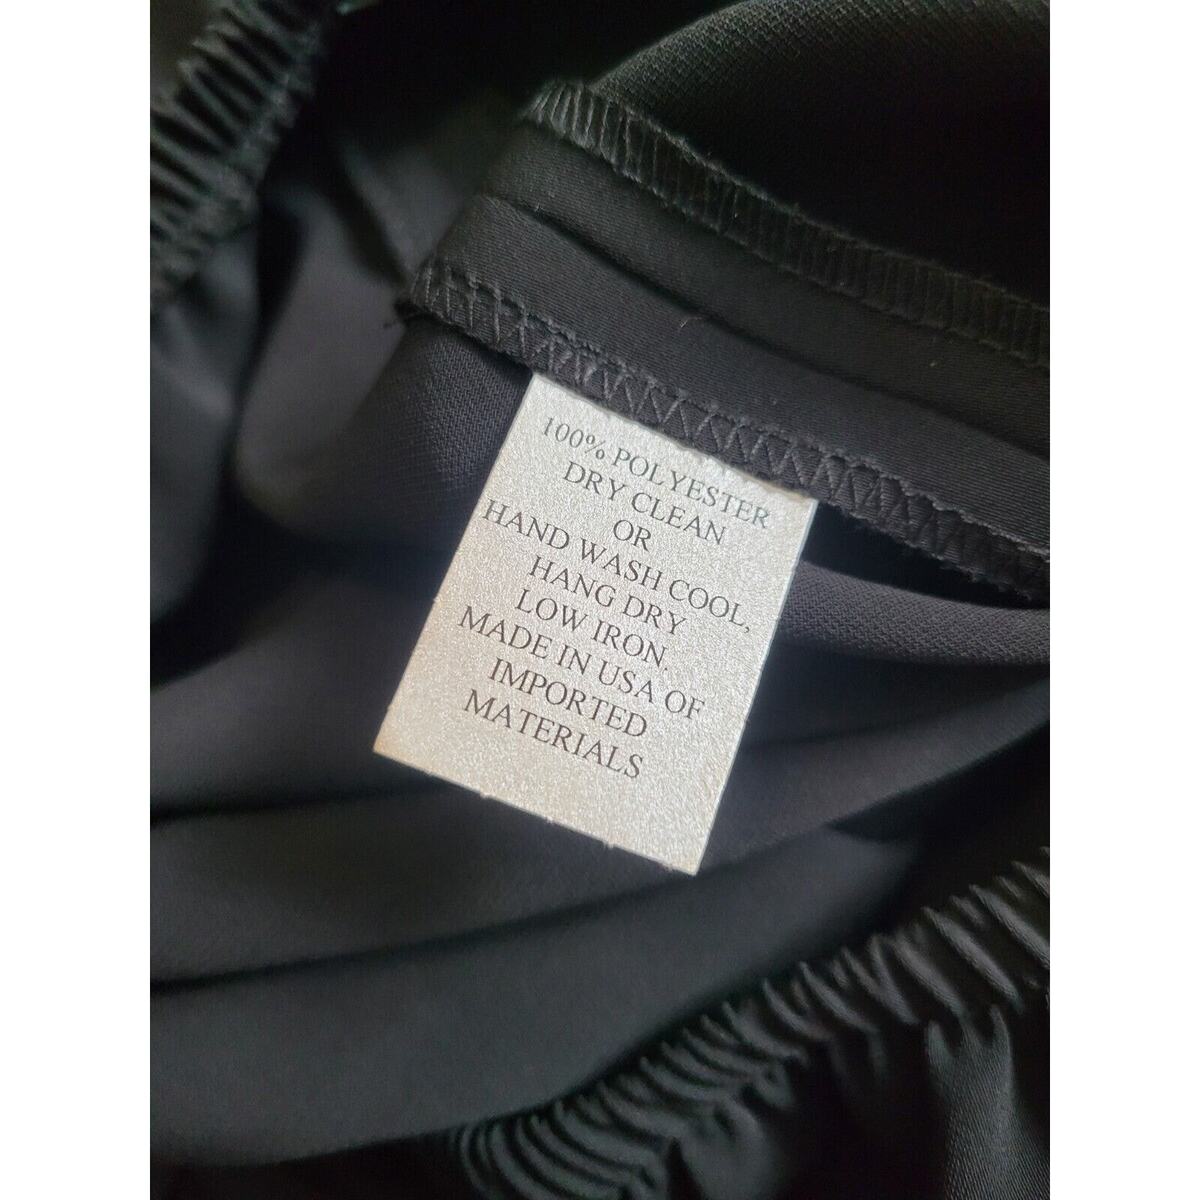 100% POLYESTER
DRY CLEAN
OR
HAND WASH COOL,
HANG DRY
LOW IRON.
MADE IN USA OF
IMPORTED
MATERIALS